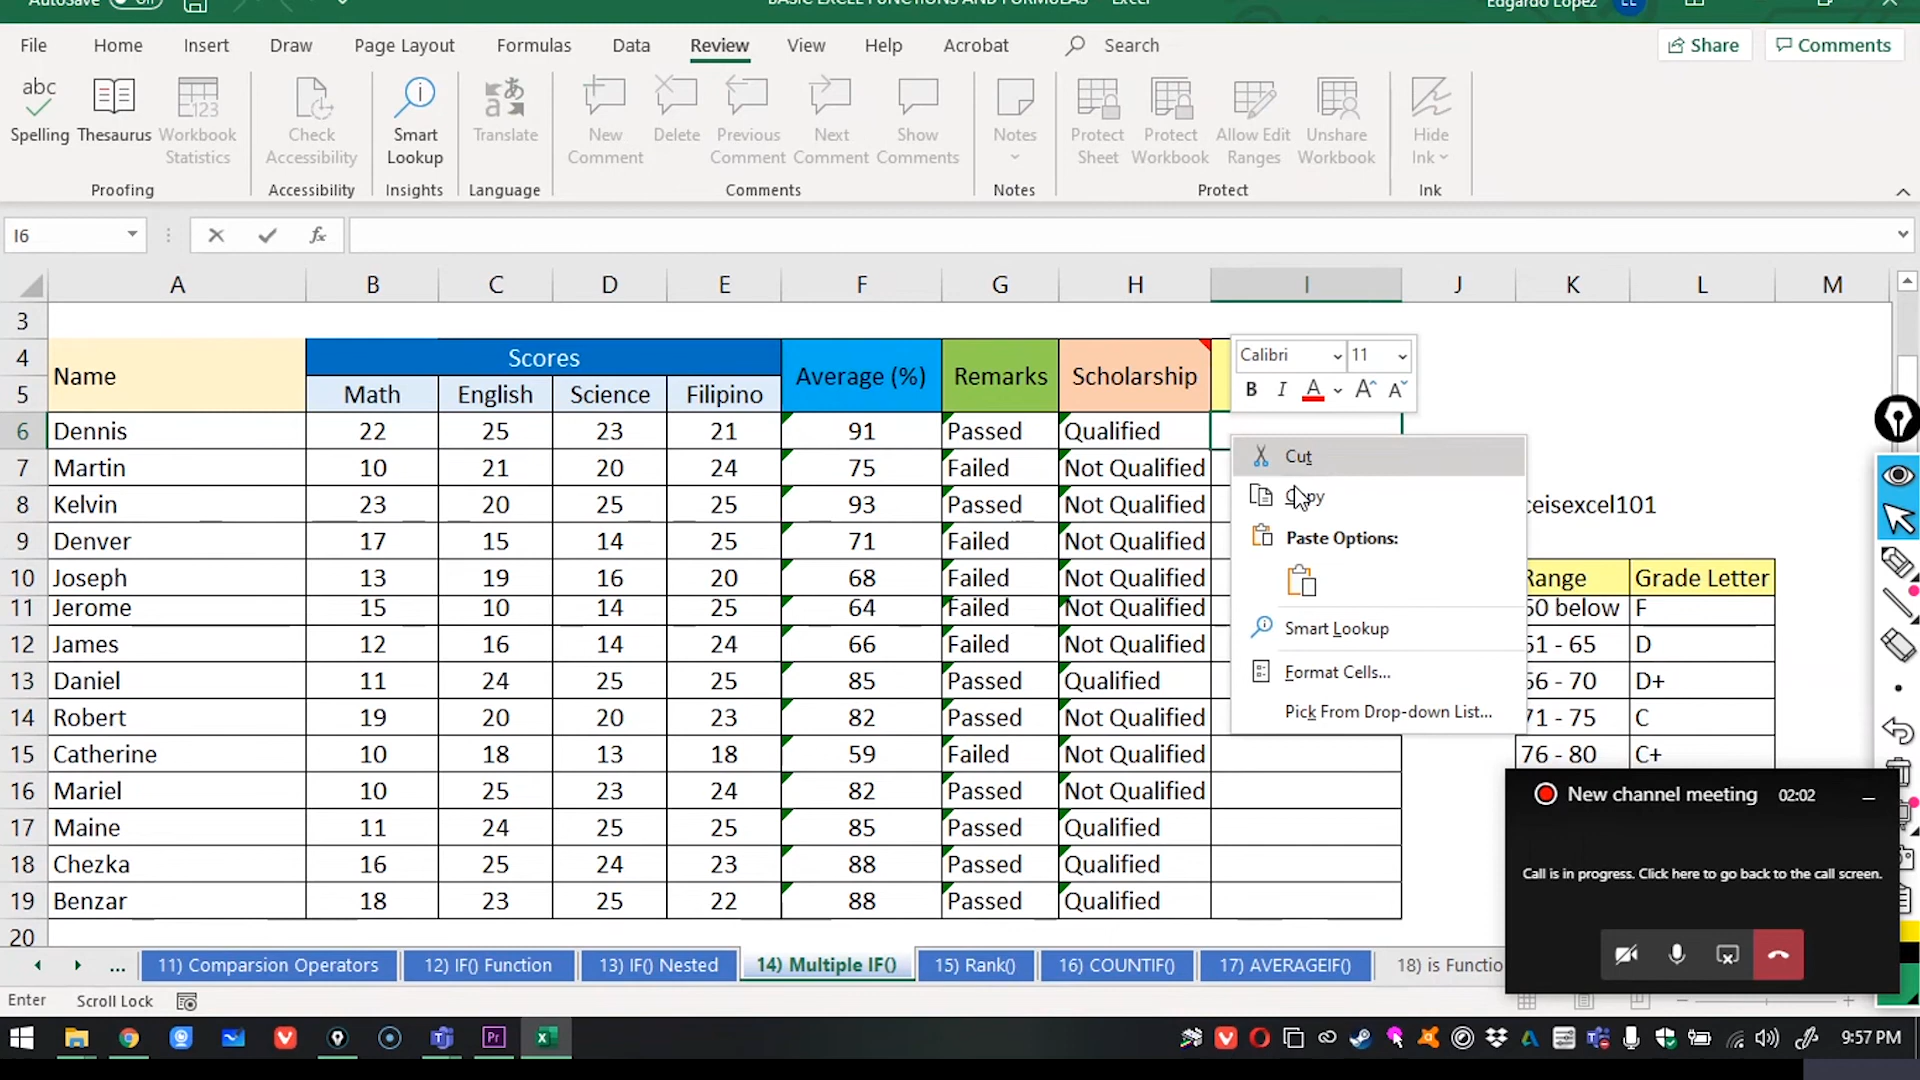 AutoSave Off BASIC EXCEL FUNCTIONS AND FORMULAS - Excel Edgardo Lopez EL
File Home Insert Draw Page Layout Formulas Data Review View Help Acrobat Search Share Comments
abc 123
Spelling Thesaurus Workbook Statistics Check Accessibility Smart Lookup Translate New Comment Delete Previous Comment Next Comment Show Comments Notes Protect Sheet Protect Workbook Allow Edit Ranges Unshare Workbook Hide Ink
Proofing Accessibility Insights Language Comments Notes Protect Ink
I6 fx
A B C D E F G H I J K L M
3
4 Name Scores Average (%) Remarks Scholarship
5 Math English Science Filipino
6 Dennis 22 25 23 21 91 Passed Qualified
7 Martin 10 21 20 24 75 Failed Not Qualified
8 Kelvin 23 20 25 25 93 Passed Not Qualified ceisexcel101
9 Denver 17 15 14 25 71 Failed Not Qualified
10 Joseph 13 19 16 20 68 Failed Not Qualified Range Grade Letter
11 Jerome 15 10 14 25 64 Failed Not Qualified 60 below F
12 James 12 16 14 24 66 Failed Not Qualified 61 - 65 D
13 Daniel 11 24 25 25 85 Passed Qualified 66 - 70 D+
14 Robert 19 20 20 23 82 Passed Not Qualified 71 - 75 C
15 Catherine 10 18 13 18 59 Failed Not Qualified 76 - 80 C+
16 Mariel 10 25 23 24 82 Passed Not Qualified
17 Maine 11 24 25 25 85 Passed Qualified
18 Chezka 16 25 24 23 88 Passed Qualified
19 Benzar 18 23 25 22 88 Passed Qualified
20
Calibri 11
B I A A A
Cut
Copy
Paste Options:
Smart Lookup
Format Cells...
Pick From Drop-down List...
New channel meeting 02:02
Call is in progress. Click here to go back to the call screen.
... 11) Comparsion Operators 12) IF() Function 13) IF() Nested 14) Multiple IF() 15) Rank() 16) COUNTIF() 17) AVERAGEIF() 18) is Functio
Enter Scroll Lock
Pr
9:57 PM